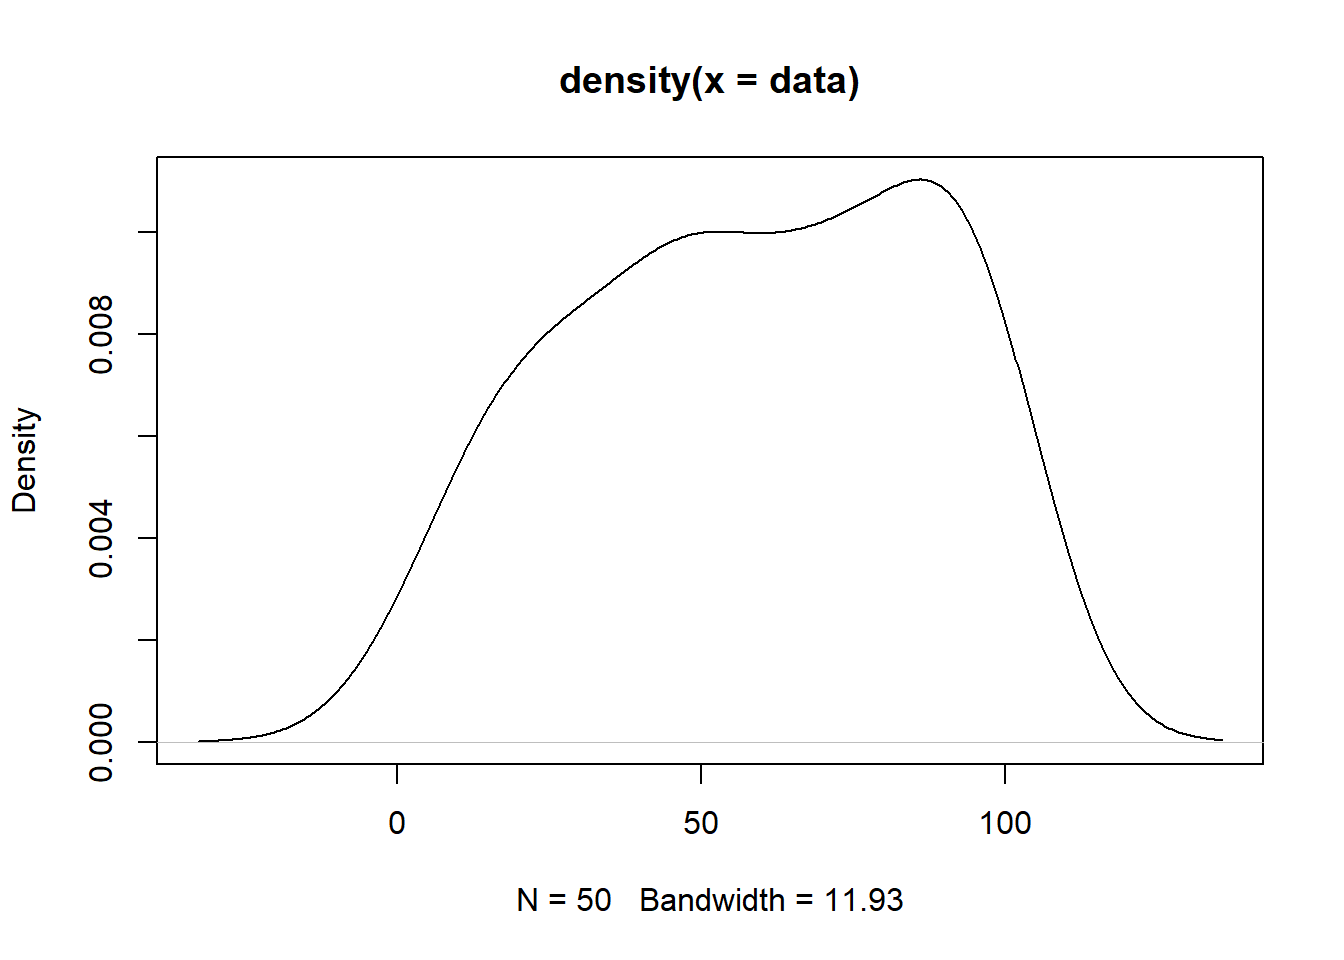 density(x = data)
Density
0.008
0.004
0.000
0 50 100
N = 50 Bandwidth = 11.93